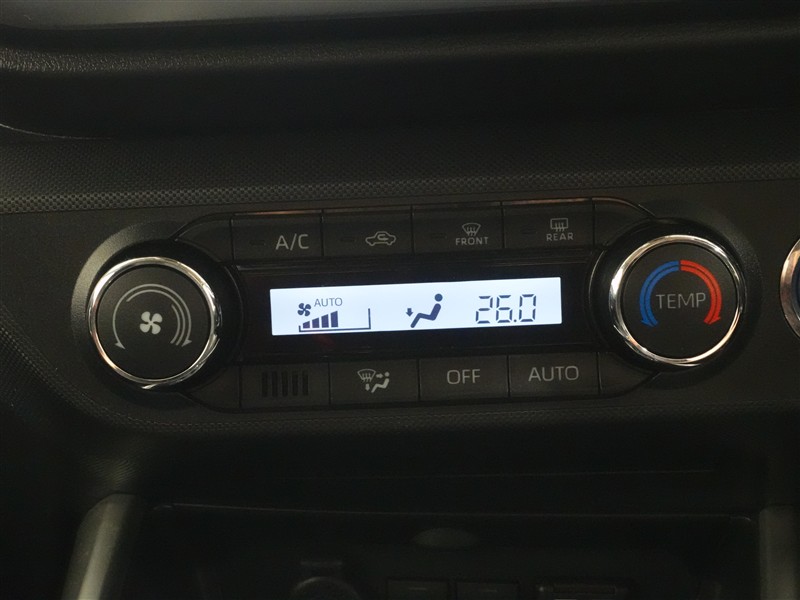 A/C
FRONT
REAR
AUTO
26.0
TEMP
OFF
AUTO